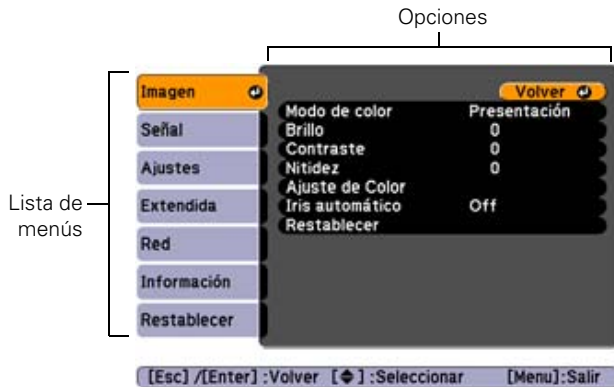 Opciones
Lista de
menús
Imagen
Señal
Ajustes
Extendida
Red
Información
Restablecer
Volver
Modo de color Presentación
Brillo 0
Contraste 0
Nitidez 0
Ajuste de Color
Iris automático Off
Restablecer
[Esc] /[Enter] :Volver [◆] :Seleccionar [Menu]:Salir